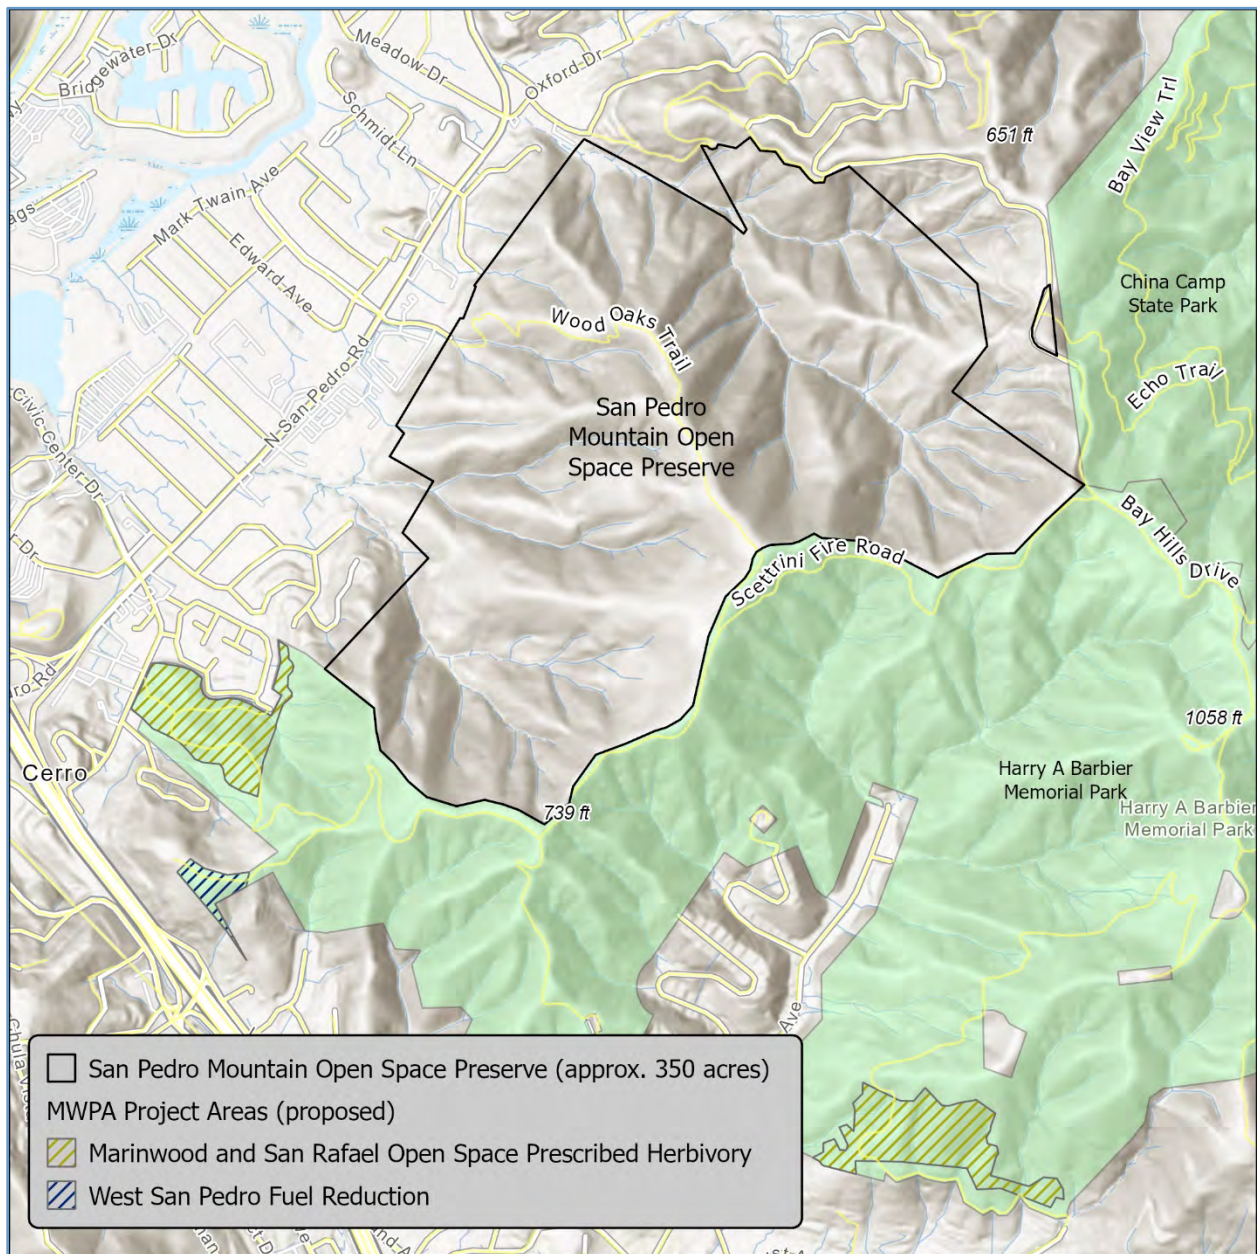 Bridgewater Dr
Meadow Dr
Oxford Dr
Schmidt Ln
651 ft
Bay View Trl
Mark Twain Ave
ags
Edward Ave
China Camp
State Park
Wood Oaks Trail
N San Pedro Rd
Echo Trail
Civic Center Dr
San Pedro
Mountain Open
Space Preserve
Bay Hills Drive
r Dr
Scettrini Fire Road
ro Rd
1058 ft
Cerro
Harry A Barbier
Memorial Park
Harry A Barbier
Memorial Park
739 ft
Ave
San Pedro Mountain Open Space Preserve (approx. 350 acres)
MWPA Project Areas (proposed)
Marinwood and San Rafael Open Space Prescribed Herbivory
West San Pedro Fuel Reduction